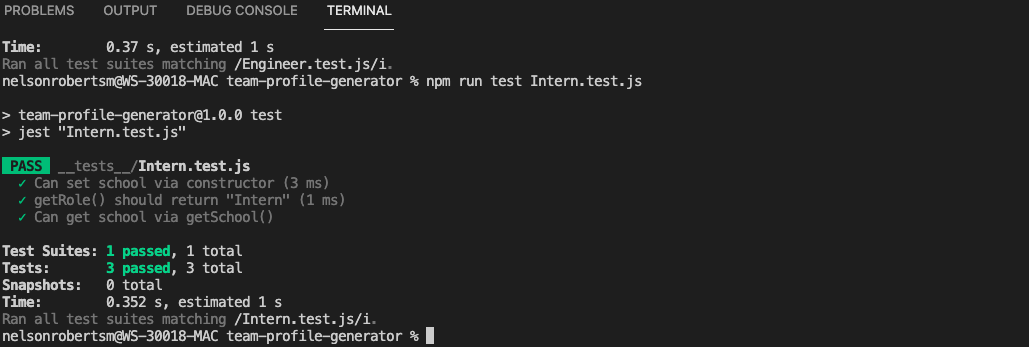 PROBLEMS OUTPUT DEBUG CONSOLE TERMINAL
Time:        0.37 s, estimated 1 s
Ran all test suites matching /Engineer.test.js/i.
nelsonrobertsm@WS-30018-MAC team-profile-generator % npm run test Intern.test.js
> team-profile-generator@1.0.0 test
> jest "Intern.test.js"
PASS __tests__/Intern.test.js
✓ Can set school via constructor (3 ms)
✓ getRole() should return "Intern" (1 ms)
✓ Can get school via getSchool()
Test Suites: 1 passed, 1 total
Tests:       3 passed, 3 total
Snapshots:   0 total
Time:        0.352 s, estimated 1 s
Ran all test suites matching /Intern.test.js/i.
nelsonrobertsm@WS-30018-MAC team-profile-generator %